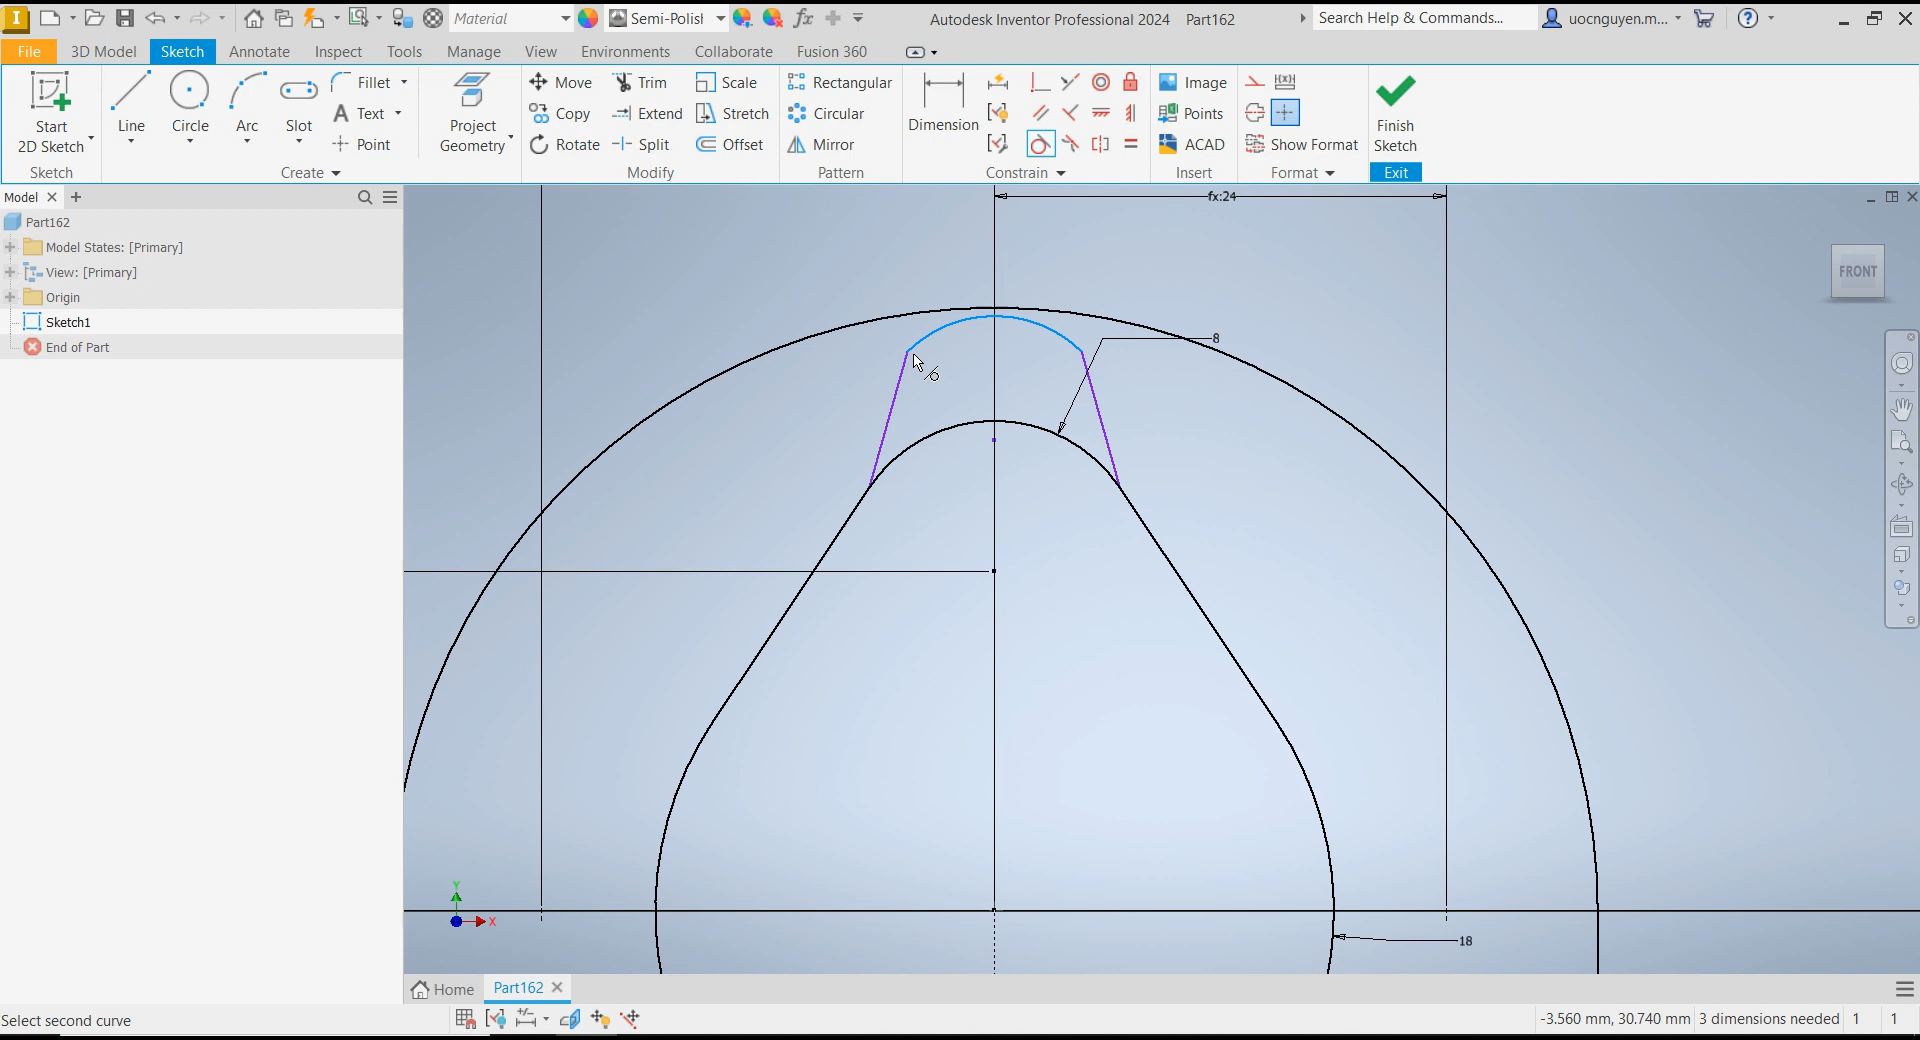 Material
Semi-Polisl
Autodesk Inventor Professional 2024 Part162
Search Help & Commands...
uocnguyen.m...
File 3D Model Sketch Annotate Inspect Tools Manage View Environments Collaborate Fusion 360
Start
2D Sketch
Line
Circle
Arc
Slot
Fillet
Text
Point
Project
Geometry
Move
Copy
Rotate
Trim
Extend
Split
Scale
Stretch
Offset
Rectangular
Circular
Mirror
Dimension
Image
Points
ACAD
Show Format
Finish
Sketch
Sketch Create Modify Pattern Constrain Insert Format Exit
Model
Part162
Model States: [Primary]
View: [Primary]
Origin
Sketch1
End of Part
fx:24
FRONT
8
18
Y
X
Home Part162
Select second curve
-3.560 mm, 30.740 mm 3 dimensions needed 1 1